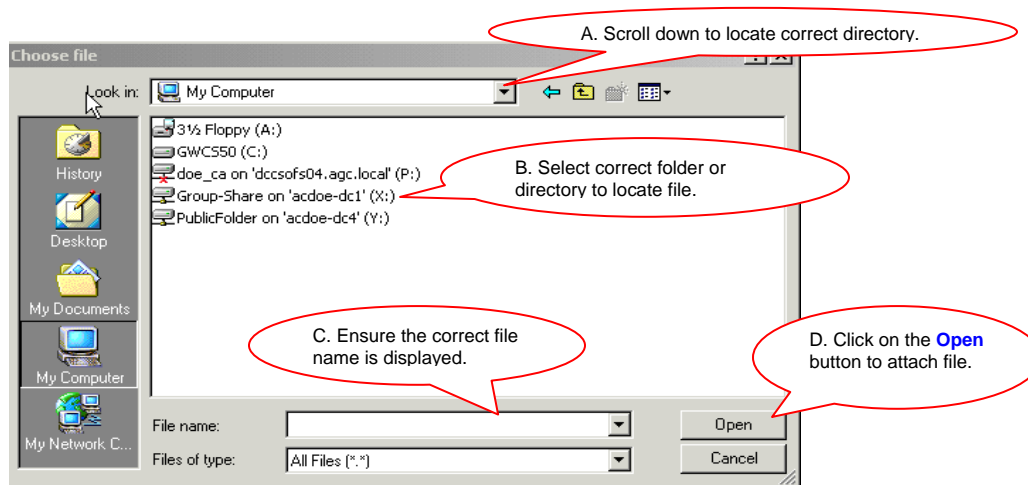 A. Scroll down to locate correct directory.
Choose file
Look in:
My Computer
3½ Floppy (A:)
GWCS50 (C:)
doe_ca on 'dccsofs04.agc.local' (P:)
Group-Share on 'acdoe-dc1' (X:)
PublicFolder on 'acdoe-dc4' (Y:)
B. Select correct folder or
directory to locate file.
History
Desktop
My Documents
My Computer
My Network C...
C. Ensure the correct file
name is displayed.
D. Click on the Open
button to attach file.
File name:
Open
Files of type:
All Files (*.*)
Cancel